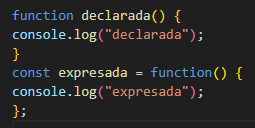 function declarada() {
console.log("declarada");
}
const expresada = function() {
console.log("expresada");
};